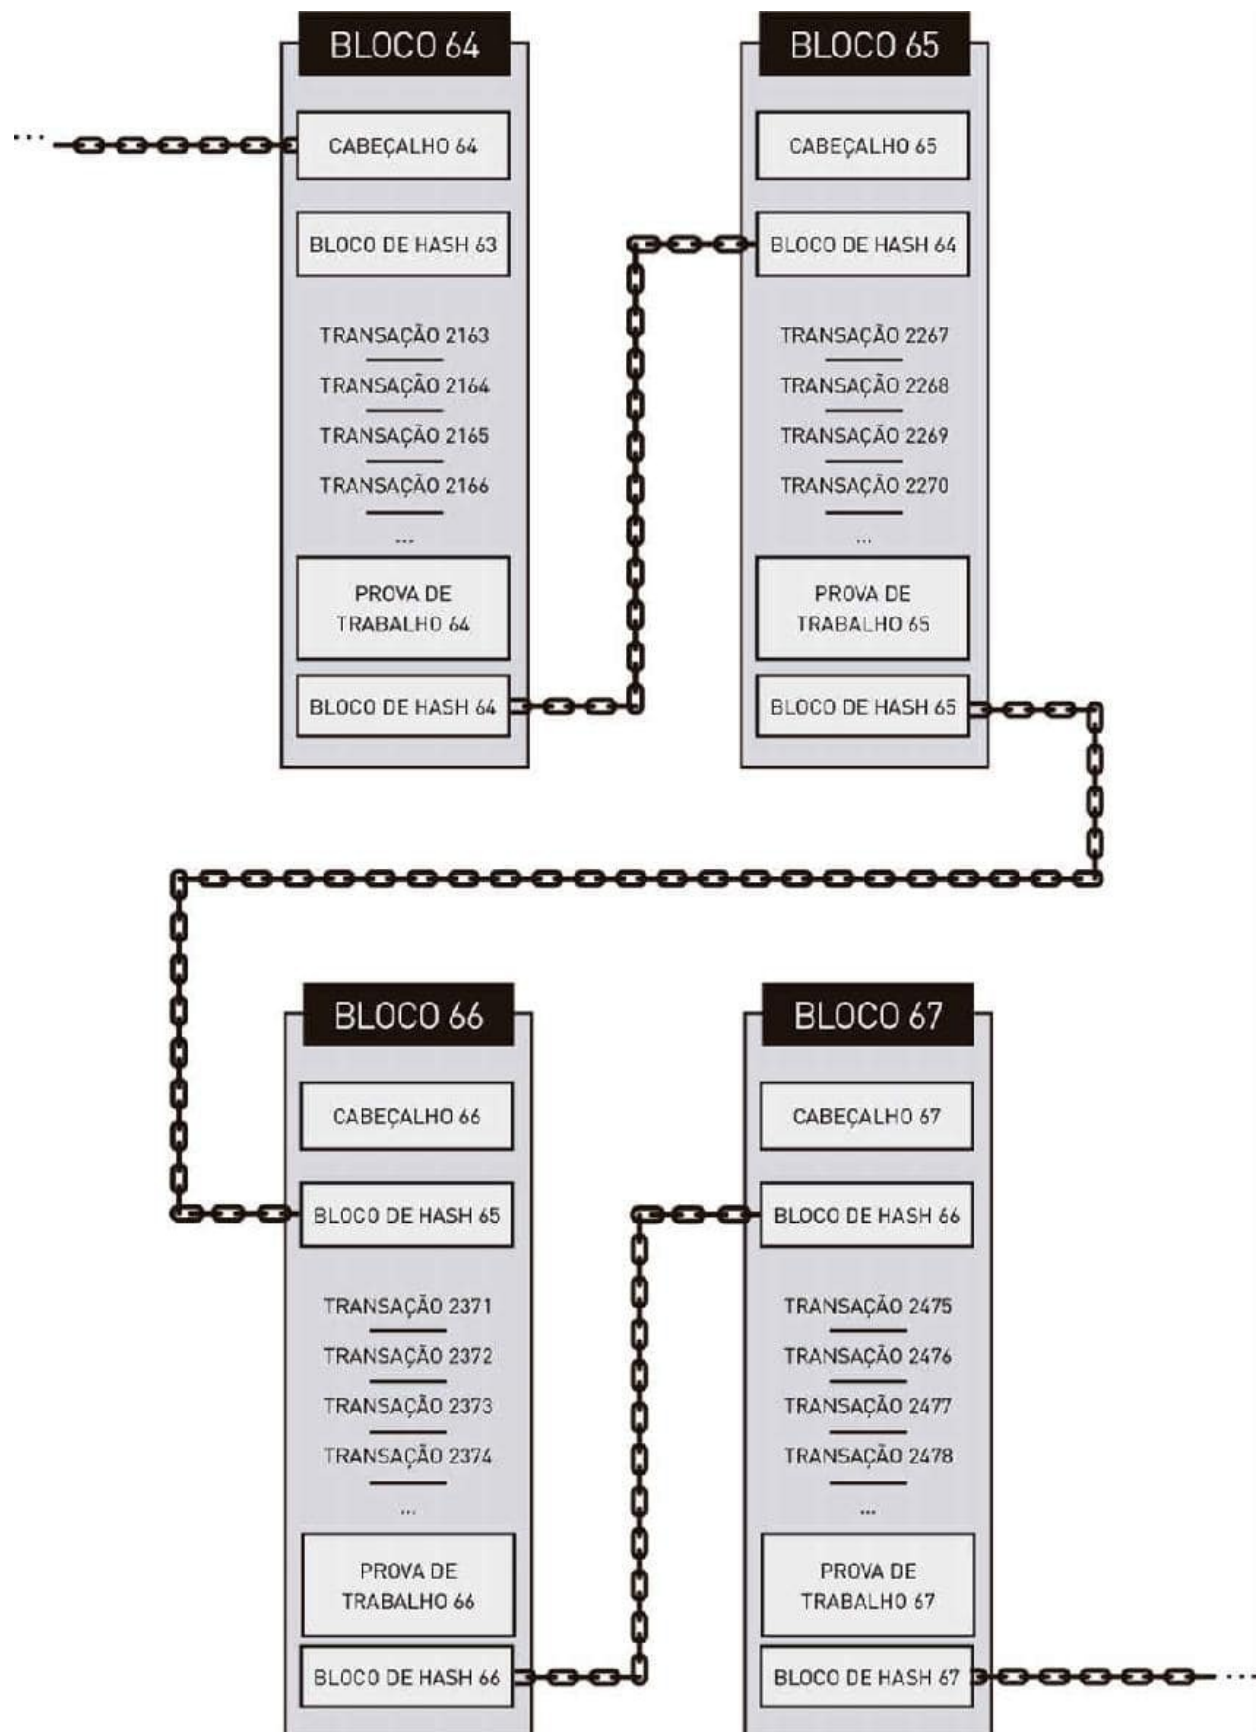 BLOCO 64
...
CABEÇALHO 64
BLOCO DE HASH 63
TRANSAÇÃO 2163
TRANSAÇÃO 2164
TRANSAÇÃO 2165
TRANSAÇÃO 2166
...
PROVA DE
TRABALHO 64
BLOCO DE HASH 64
BLOCO 65
CABEÇALHO 65
BLOCO DE HASH 64
TRANSAÇÃO 2267
TRANSAÇÃO 2268
TRANSAÇÃO 2269
TRANSAÇÃO 2270
...
PROVA DE
TRABALHO 65
BLOCO DE HASH 65
BLOCO 66
CABEÇALHO 66
BLOCO DE HASH 65
TRANSAÇÃO 2371
TRANSAÇÃO 2372
TRANSAÇÃO 2373
TRANSAÇÃO 2374
...
PROVA DE
TRABALHO 66
BLOCO DE HASH 66
BLOCO 67
CABEÇALHO 67
BLOCO DE HASH 66
TRANSAÇÃO 2475
TRANSAÇÃO 2476
TRANSAÇÃO 2477
TRANSAÇÃO 2478
...
PROVA DE
TRABALHO 67
BLOCO DE HASH 67
....